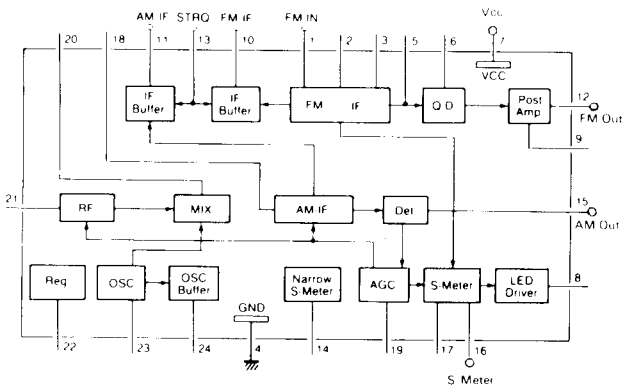 AM IF STRQ FM IF FM IN Vcc
20 18 11 13 10 1 2 3 5 6 7
VCC
IF Buffer
IF Buffer
FM IF
Q.D
Post Amp
12
FM Out
9
21
RF
MIX
AM-IF
Det
15
AM Out
Reg
OSC
OSC Buffer
GND
Narrow S-Meter
AGC
S-Meter
LED Driver
8
22 23 24 4 14 19 17 16
S Meter